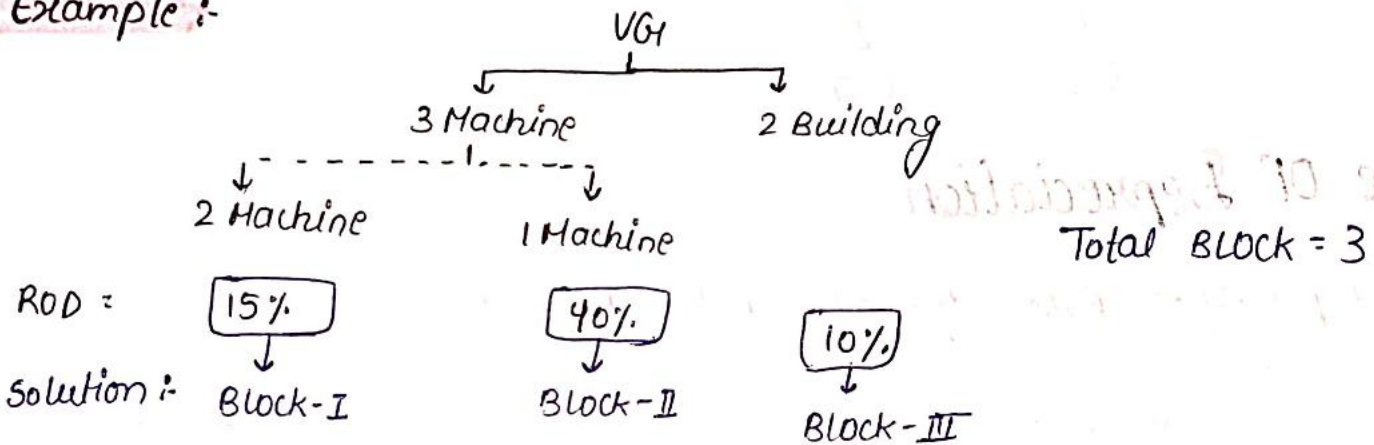 Example :-
VG1
3 Machine 2 Building
2 Machine 1 Machine
Total BLOCK = 3
ROD : 15% 40% 10%
Solution :- BLOCK-I BLOCK-II BLOCK-III